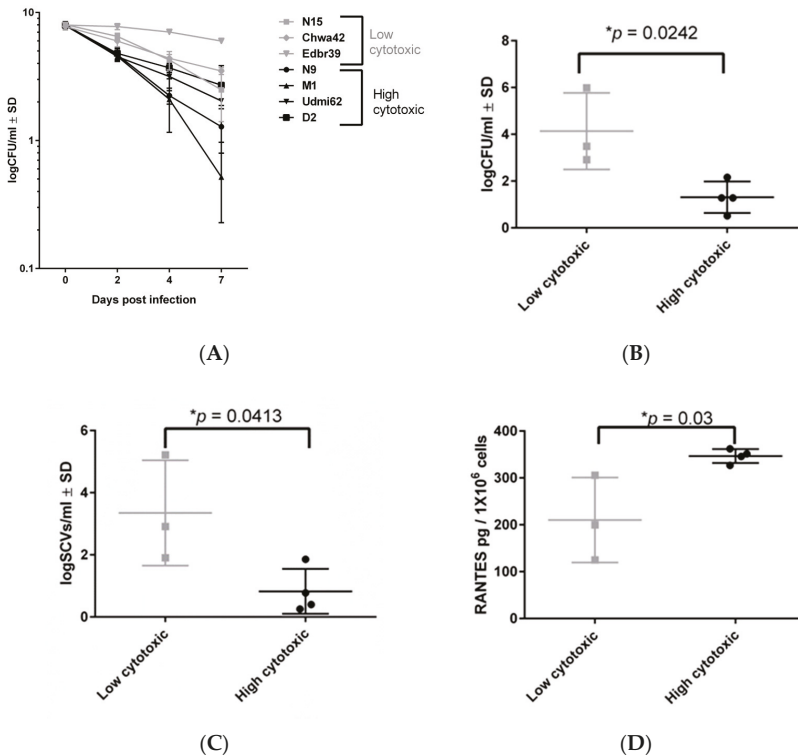 10
1
0.1
logCFU/ml ± SD
0
2
4
7
Days post infection
N15
Chwa42
Edbr39
N9
M1
Udmi62
D2
Low
cytotoxic
High
cytotoxic
(A)
*p = 0.0242
8
6
4
2
0
logCFU/ml ± SD
Low cytotoxic
High cytotoxic
(B)
*p = 0.0413
6
4
2
0
logSCVs/ml ± SD
Low cytotoxic
High cytotoxic
(C)
*p = 0.03
400
300
200
100
0
RANTES pg / 1X10⁶ cells
Low cytotoxic
High cytotoxic
(D)